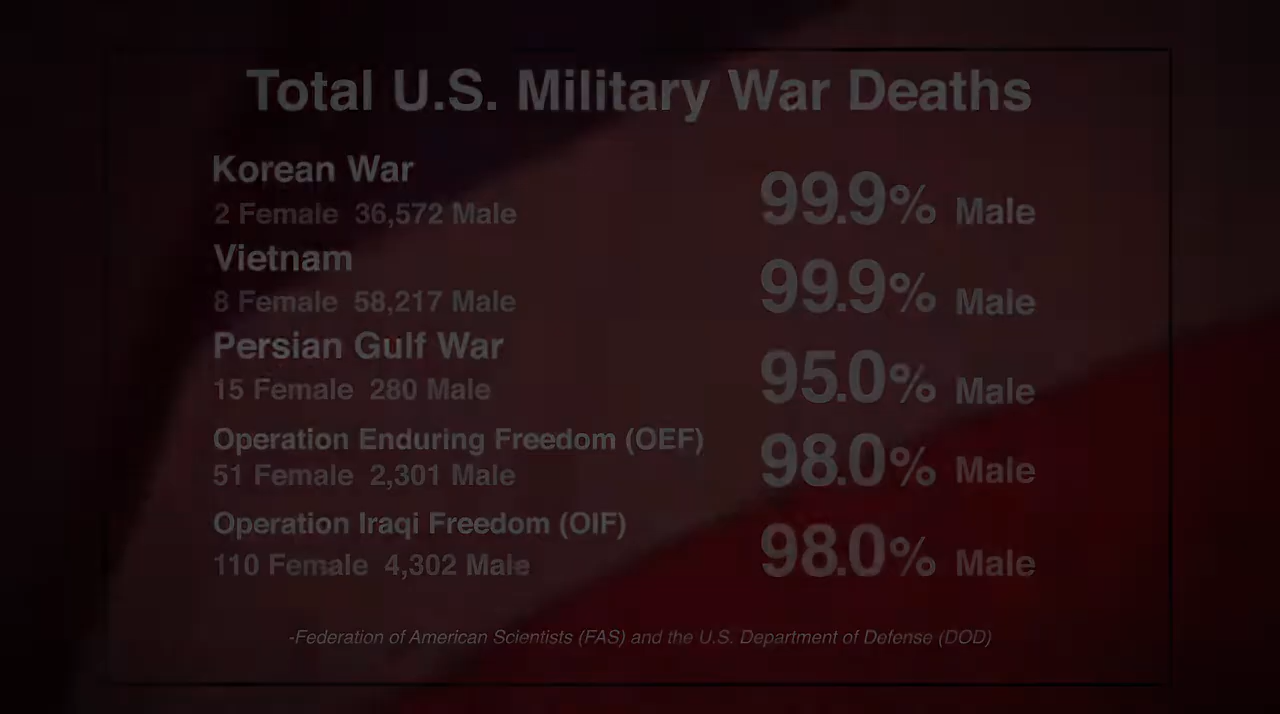 Total U.S. Military War Deaths
Korean War
2 Female 36,572 Male
99.9% Male
Vietnam
8 Female 58,217 Male
99.9% Male
Persian Gulf War
15 Female 280 Male
95.0% Male
Operation Enduring Freedom (OEF)
51 Female 2,301 Male
98.0% Male
Operation Iraqi Freedom (OIF)
110 Female 4,302 Male
98.0% Male
-Federation of American Scientists (FAS) and the U.S. Department of Defense (DOD)